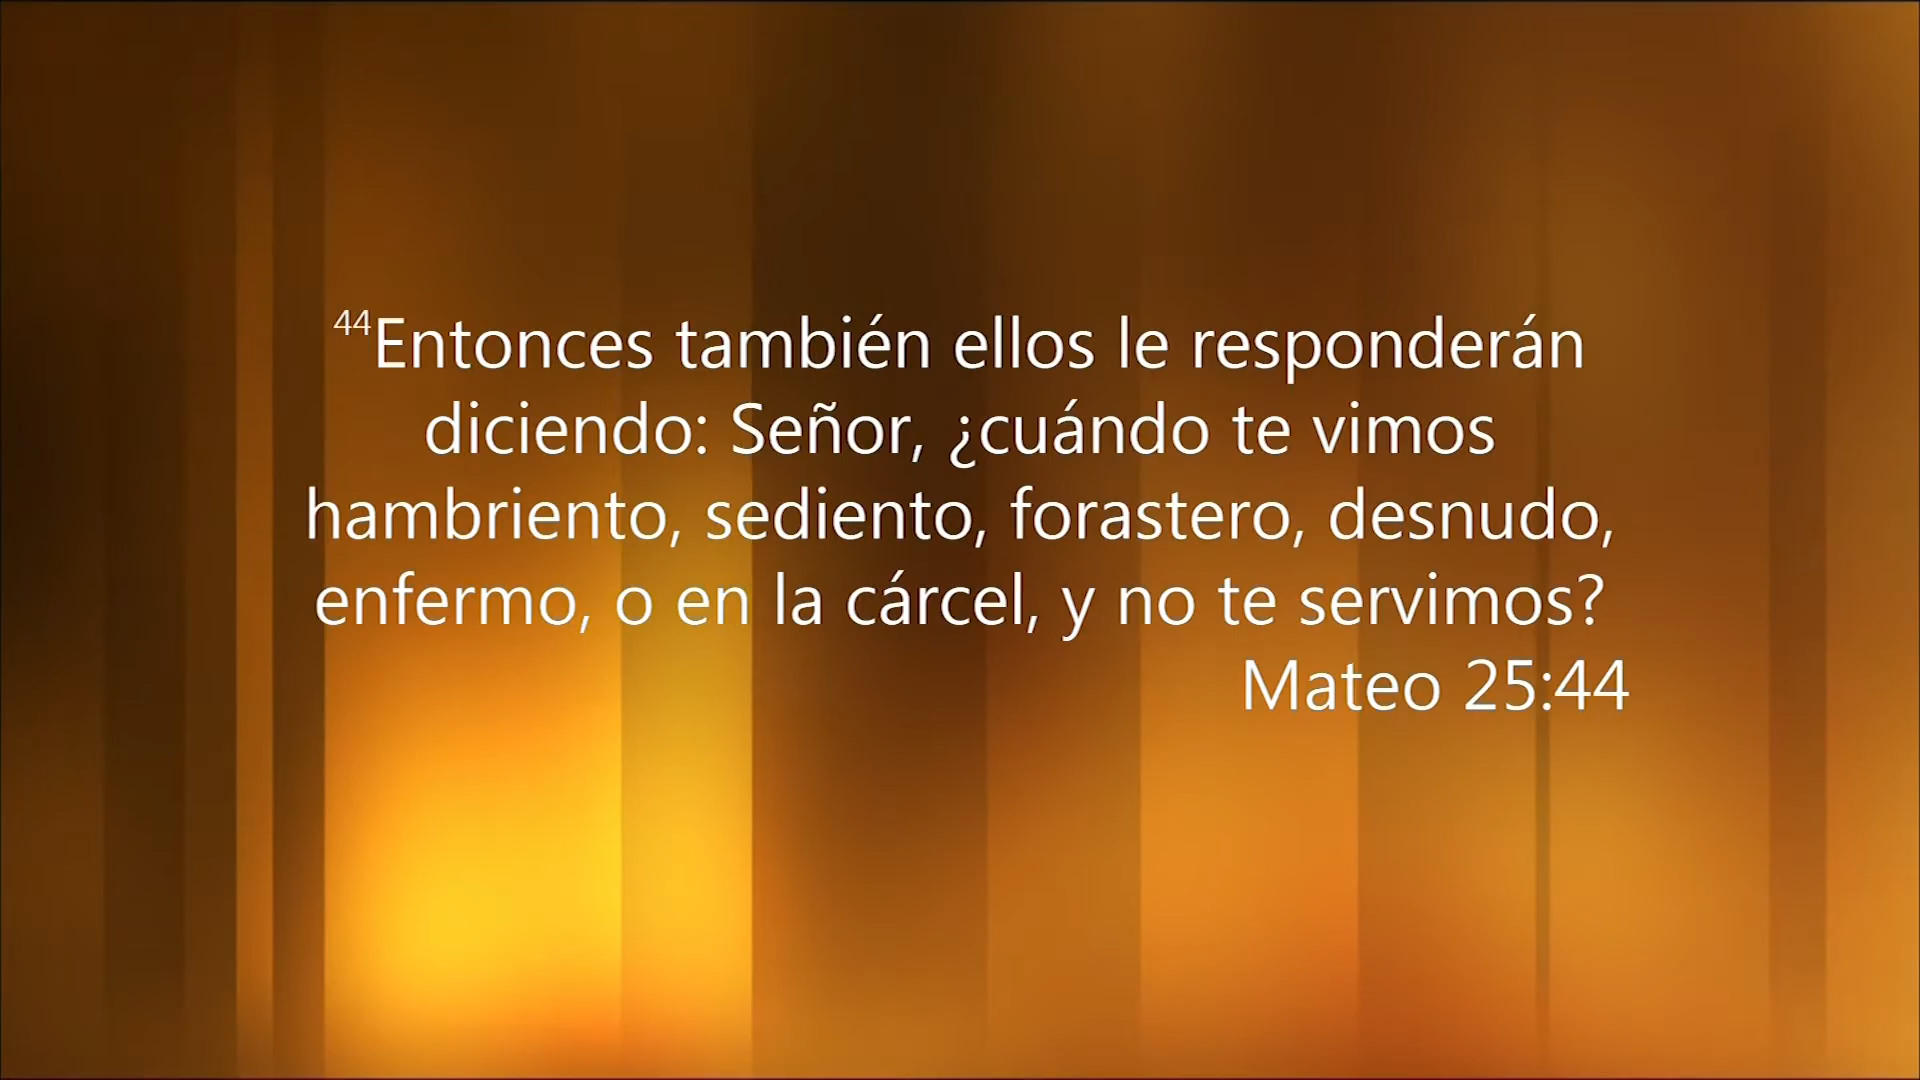 44Entonces también ellos le responderán
diciendo: Señor, ¿cuándo te vimos
hambriento, sediento, forastero, desnudo,
enfermo, o en la cárcel, y no te servimos?
Mateo 25:44